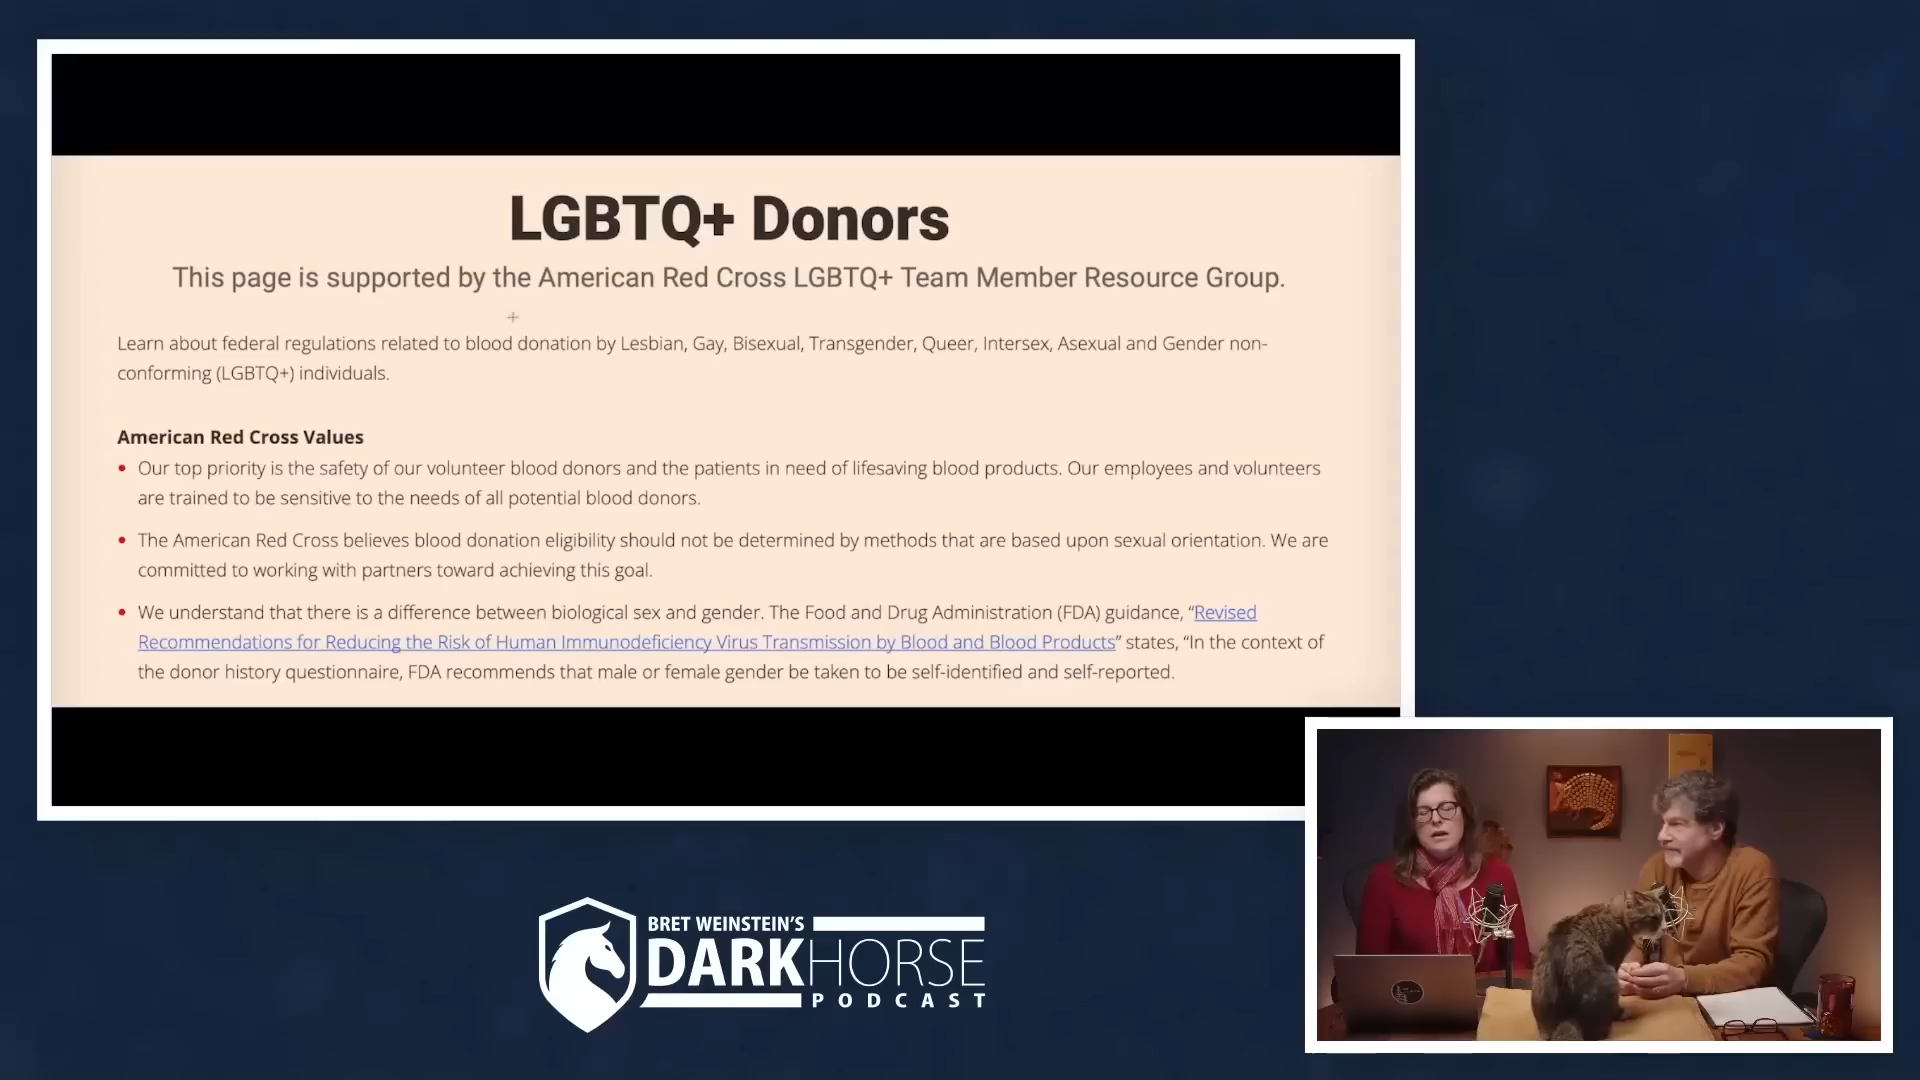 LGBTQ+ Donors
This page is supported by the American Red Cross LGBTQ+ Team Member Resource Group.
Learn about federal regulations related to blood donation by Lesbian, Gay, Bisexual, Transgender, Queer, Intersex, Asexual and Gender non-
conforming (LGBTQ+) individuals.
American Red Cross Values
Our top priority is the safety of our volunteer blood donors and the patients in need of lifesaving blood products. Our employees and volunteers
are trained to be sensitive to the needs of all potential blood donors.
The American Red Cross believes blood donation eligibility should not be determined by methods that are based upon sexual orientation. We are
committed to working with partners toward achieving this goal.
We understand that there is a difference between biological sex and gender. The Food and Drug Administration (FDA) guidance, “Revised
Recommendations for Reducing the Risk of Human Immunodeficiency Virus Transmission by Blood and Blood Products” states, “In the context of
the donor history questionnaire, FDA recommends that male or female gender be taken to be self-identified and self-reported.
BRET WEINSTEIN'S
DARKHORSE
PODCAST